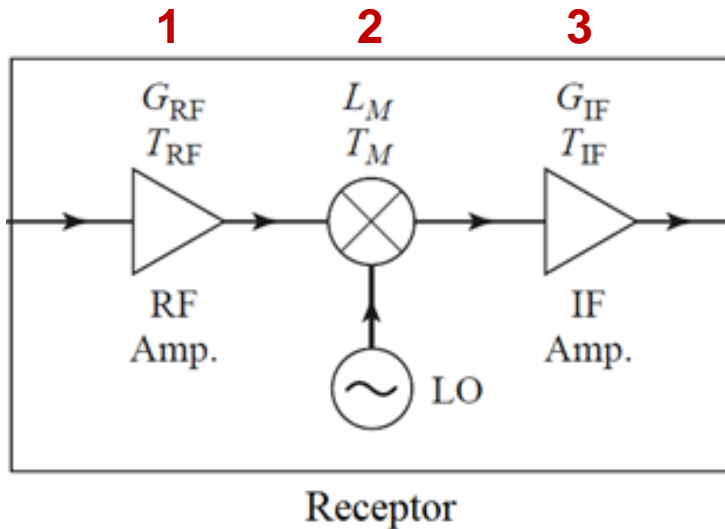 1 2 3
G_RF L_M G_IF
T_RF T_M T_IF
RF IF
Amp. Amp.
LO
Receptor